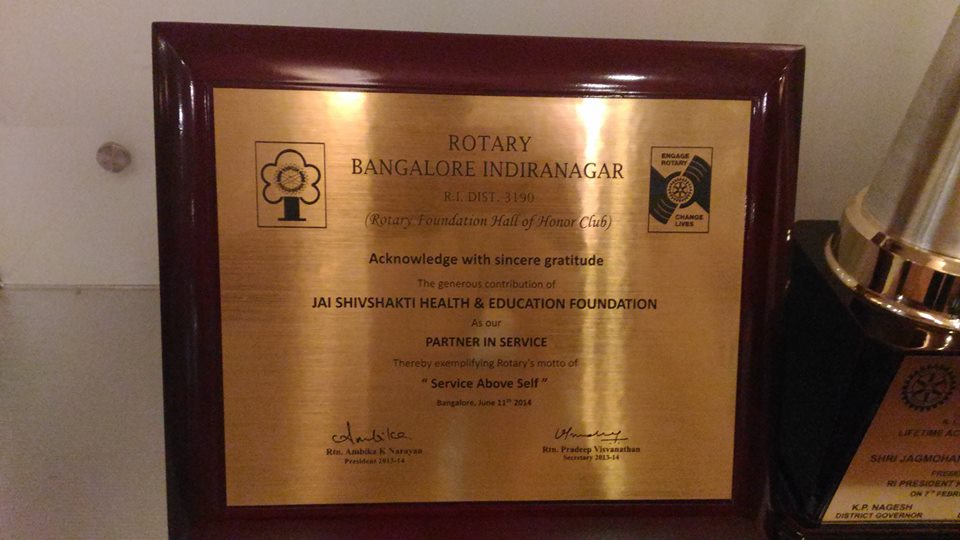 ROTARY
BANGALORE INDIRANAGAR
R.I. DIST. 3190
(Rotary Foundation Hall of Honor Club)
ENGAGE
ROTARY
CHANGE
LIVES
Acknowledge with sincere gratitude
The generous contribution of
JAI SHIVSHAKTI HEALTH & EDUCATION FOUNDATION
As our
PARTNER IN SERVICE
Thereby exemplifying Rotary's motto of
" Service Above Self "
Bangalore, June 11th 2014
Rtn. Ambika K Narayan
President 2013-14
Rtn. Pradeep Visvanathan
Secretary 2013-14
LIFETIME
SHRI JAGMOHAN
RI PRESIDENT
ON 7TH
K.P. NAGESH
DISTRICT GOVERNOR